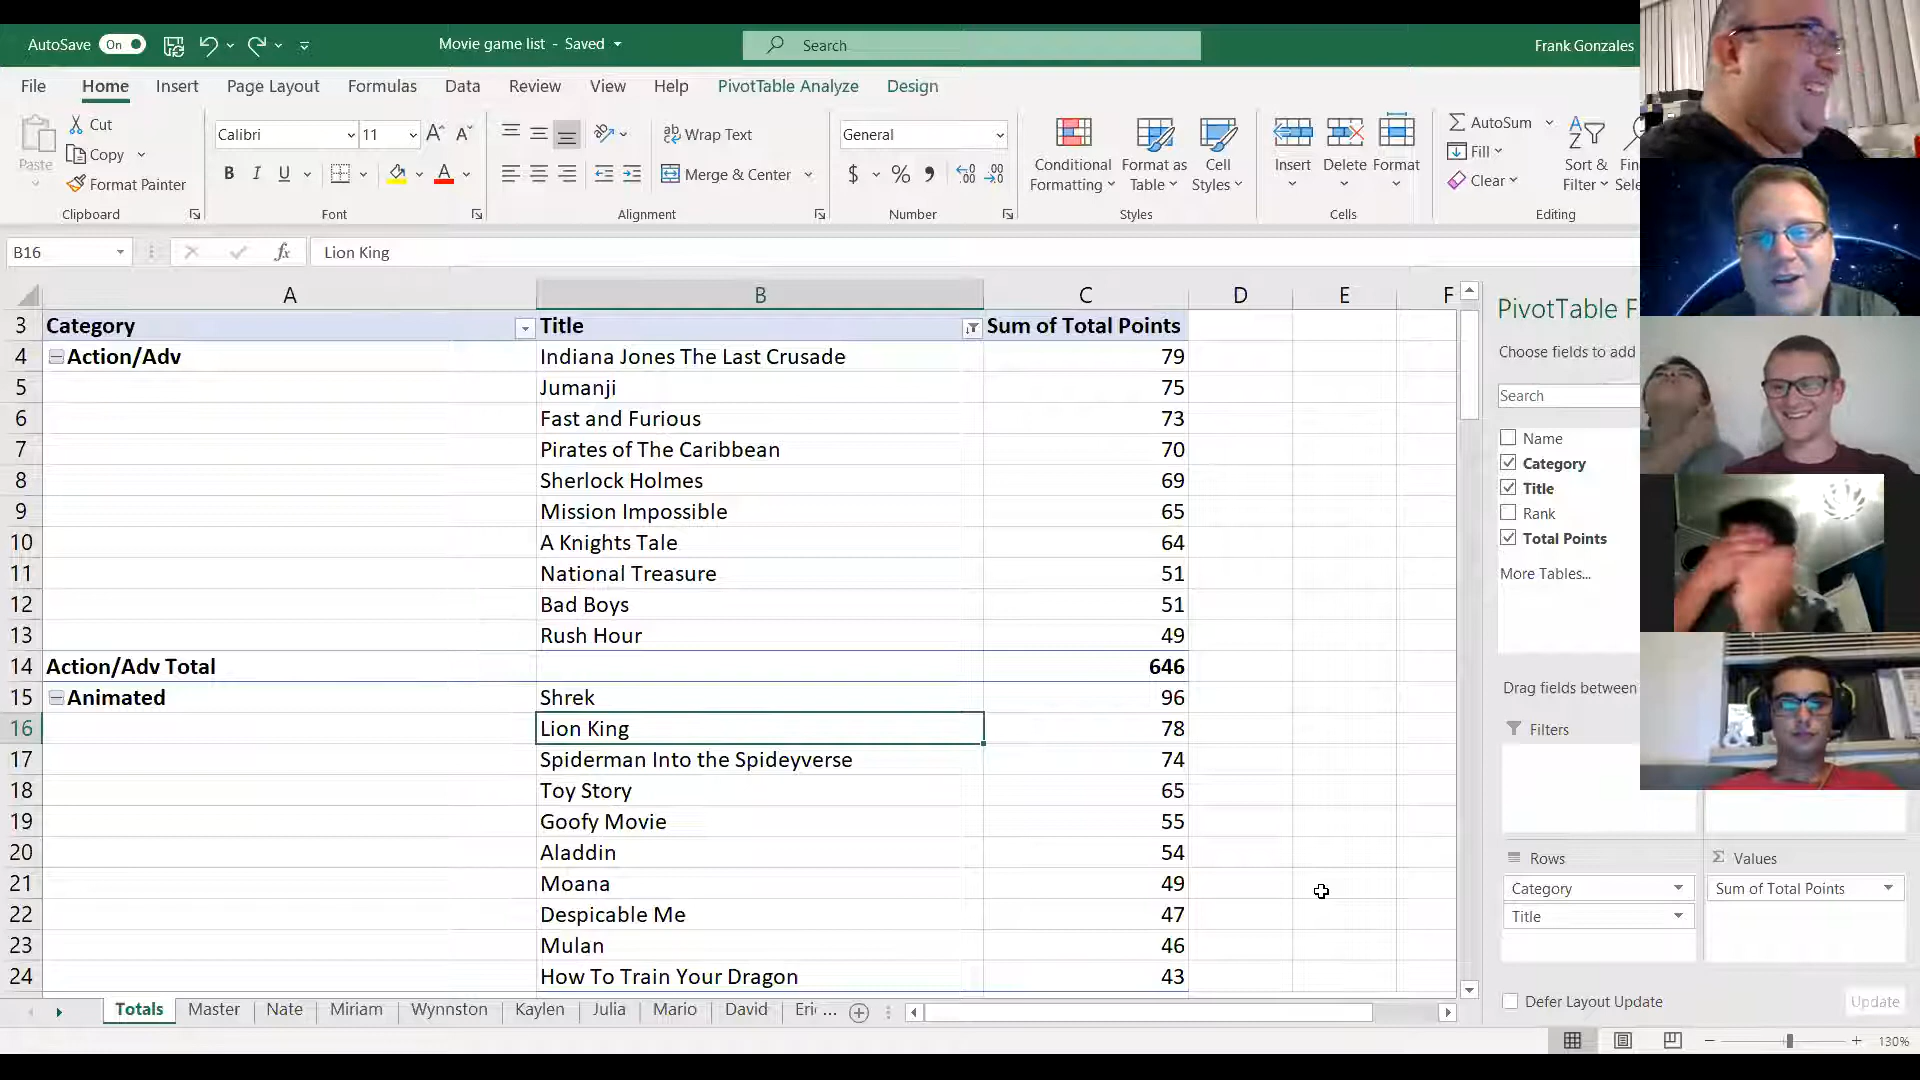 AutoSave On Movie game list - Saved Search Frank Gonzales
File Home Insert Page Layout Formulas Data Review View Help PivotTable Analyze Design
Paste Cut Copy Format Painter Clipboard
Calibri 11 B I U Font
Wrap Text Merge & Center Alignment
General $ % Number
Conditional Formatting Format as Table Cell Styles Styles
Insert Delete Format Cells
AutoSum Fill Clear Sort & Filter Editing
B16 fx Lion King
A B C D E F
3 Category Title Sum of Total Points
4 Action/Adv Indiana Jones The Last Crusade 79
5 Jumanji 75
6 Fast and Furious 73
7 Pirates of The Caribbean 70
8 Sherlock Holmes 69
9 Mission Impossible 65
10 A Knights Tale 64
11 National Treasure 51
12 Bad Boys 51
13 Rush Hour 49
14 Action/Adv Total 646
15 Animated Shrek 96
16 Lion King 78
17 Spiderman Into the Spideyverse 74
18 Toy Story 65
19 Goofy Movie 55
20 Aladdin 54
21 Moana 49
22 Despicable Me 47
23 Mulan 46
24 How To Train Your Dragon 43
Totals Master Nate Miriam Wynnston Kaylen Julia Mario David Eri ...
PivotTable F
Choose fields to add
Search
Name
Category
Title
Rank
Total Points
More Tables...
Drag fields between
Filters
Rows Values
Category Sum of Total Points
Title
Defer Layout Update Update
130%